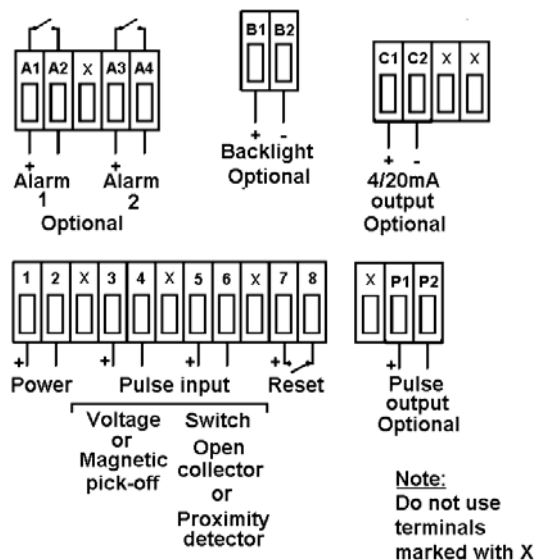 A1 A2 X A3 A4
+ +
Alarm Alarm
1 2
Optional
B1 B2
+ -
Backlight
Optional
C1 C2 X X
+ -
4/20mA
output
Optional
1 2 X 3 4 X 5 6 X 7 8
+ + + +
Power Pulse input Reset
Voltage
or
Magnetic
pick-off
Switch
Open
collector
or
Proximity
detector
X P1 P2
+
Pulse
output
Optional
Note:
Do not use
terminals
marked with X